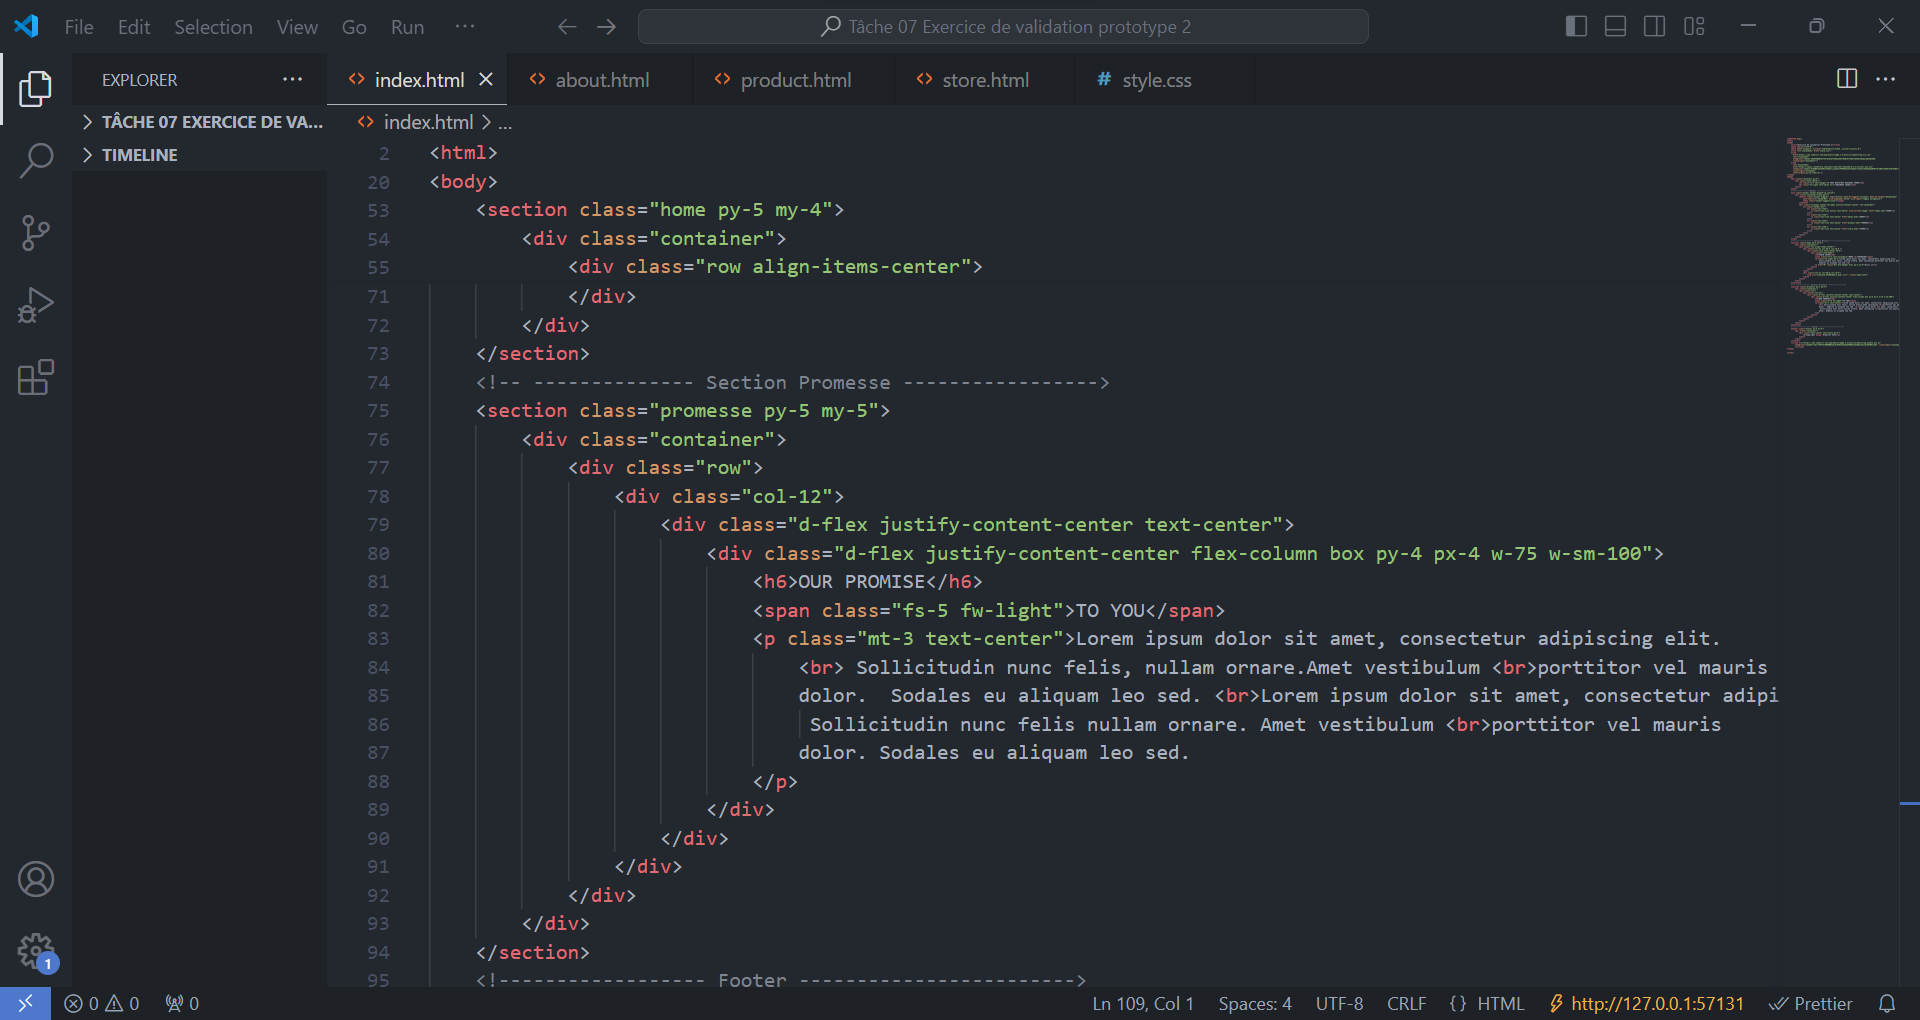 File Edit Selection View Go Run ··· Tâche 07 Exercice de validation prototype 2
EXPLORER ··· index.html about.html product.html store.html # style.css ···
TÂCHE 07 EXERCICE DE VA...
TIMELINE
index.html > ...
2 <html>
20 <body>
53 <section class="home py-5 my-4">
54 <div class="container">
55 <div class="row align-items-center">
71 </div>
72 </div>
73 </section>
74 <!-- -------------- Section Promesse ----------------->
75 <section class="promesse py-5 my-5">
76 <div class="container">
77 <div class="row">
78 <div class="col-12">
79 <div class="d-flex justify-content-center text-center">
80 <div class="d-flex justify-content-center flex-column box py-4 px-4 w-75 w-sm-100">
81 <h6>OUR PROMISE</h6>
82 <span class="fs-5 fw-light">TO YOU</span>
83 <p class="mt-3 text-center">Lorem ipsum dolor sit amet, consectetur adipiscing elit.
84 <br> Sollicitudin nunc felis, nullam ornare.Amet vestibulum <br>porttitor vel mauris
85 dolor.  Sodales eu aliquam leo sed. <br>Lorem ipsum dolor sit amet, consectetur adipi
86 Sollicitudin nunc felis nullam ornare. Amet vestibulum <br>porttitor vel mauris
87 dolor. Sodales eu aliquam leo sed.
88 </p>
89 </div>
90 </div>
91 </div>
92 </div>
93 </div>
94 </section>
95 <!------------------- Footer ------------------------>
1
0 0 0 Ln 109, Col 1 Spaces: 4 UTF-8 CRLF {} HTML http://127.0.0.1:57131 Prettier